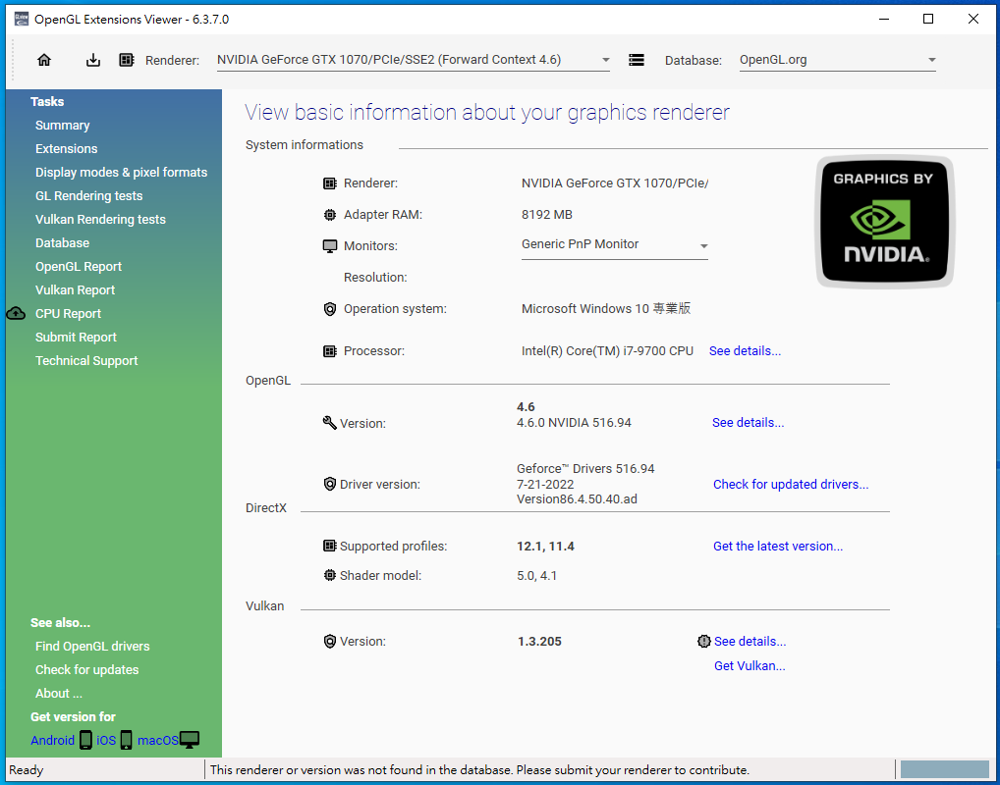 OpenGL Extensions Viewer - 6.3.7.0
Renderer: NVIDIA GeForce GTX 1070/PCIe/SSE2 (Forward Context 4.6) Database: OpenGL.org
Tasks
Summary
Extensions
Display modes & pixel formats
GL Rendering tests
Vulkan Rendering tests
Database
OpenGL Report
Vulkan Report
CPU Report
Submit Report
Technical Support
See also...
Find OpenGL drivers
Check for updates
About ...
Get version for
Android iOS macOS
View basic information about your graphics renderer
System informations
Renderer: NVIDIA GeForce GTX 1070/PCIe/
Adapter RAM: 8192 MB
Monitors: Generic PnP Monitor
Resolution:
Operation system: Microsoft Windows 10 專業版
Processor: Intel(R) Core(TM) i7-9700 CPU See details...
GRAPHICS BY
NVIDIA.
OpenGL
4.6
Version: 4.6.0 NVIDIA 516.94 See details...
Geforce™ Drivers 516.94
Driver version: 7-21-2022 Check for updated drivers...
Version86.4.50.40.ad
DirectX
Supported profiles: 12.1, 11.4 Get the latest version...
Shader model: 5.0, 4.1
Vulkan
Version: 1.3.205 See details...
Get Vulkan...
Ready This renderer or version was not found in the database. Please submit your renderer to contribute.